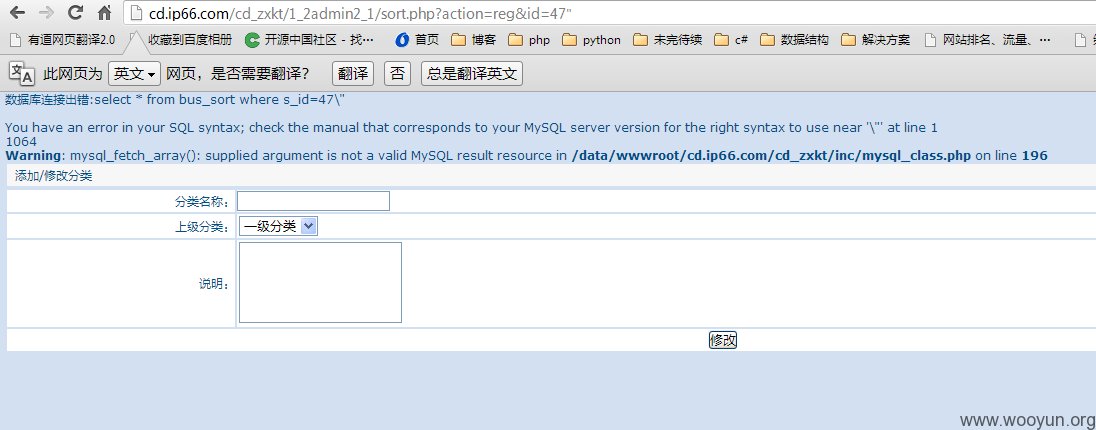 cd.ip66.com/cd_zxkt/1_2admin2_1/sort.php?action=reg&id=47"
有道网页翻译2.0 收藏到百度相册 开源中国社区 - 找… 首页 博客 php python 未完待续 c# 数据结构 解决方案 网站排名、流量、…
此网页为 英文 网页，是否需要翻译？ 翻译 否 总是翻译英文
数据库连接出错:select * from bus_sort where s_id=47\"
You have an error in your SQL syntax; check the manual that corresponds to your MySQL server version for the right syntax to use near '\"' at line 1
1064
Warning: mysql_fetch_array(): supplied argument is not a valid MySQL result resource in /data/wwwroot/cd.ip66.com/cd_zxkt/inc/mysql_class.php on line 196
添加/修改分类
分类名称：
上级分类： 一级分类
说明：
修改
www.wooyun.org